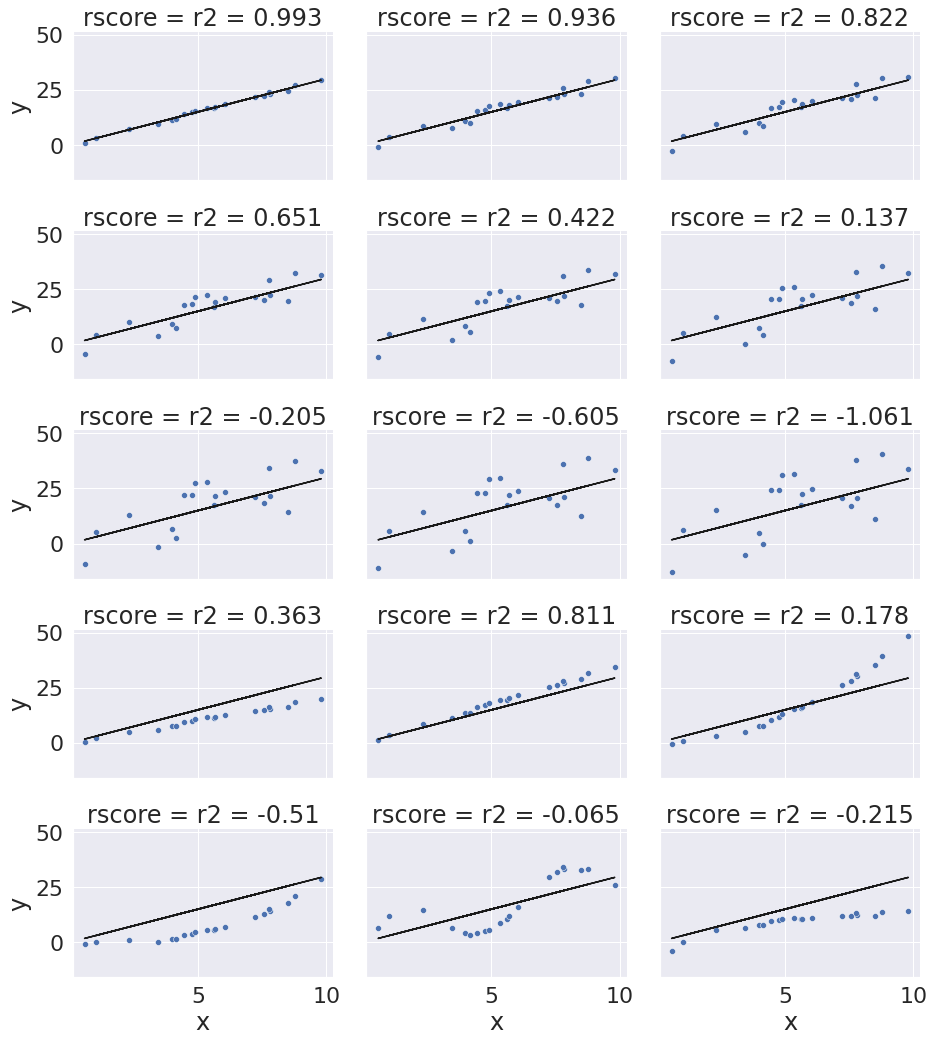 rscore = r2 = 0.993 rscore = r2 = 0.936 rscore = r2 = 0.822
50
25
0
y
rscore = r2 = 0.651 rscore = r2 = 0.422 rscore = r2 = 0.137
50
25
0
y
rscore = r2 = -0.205 rscore = r2 = -0.605 rscore = r2 = -1.061
50
25
0
y
rscore = r2 = 0.363 rscore = r2 = 0.811 rscore = r2 = 0.178
50
25
0
y
rscore = r2 = -0.51 rscore = r2 = -0.065 rscore = r2 = -0.215
50
25
0
y
5 10 5 10 5 10
x x x